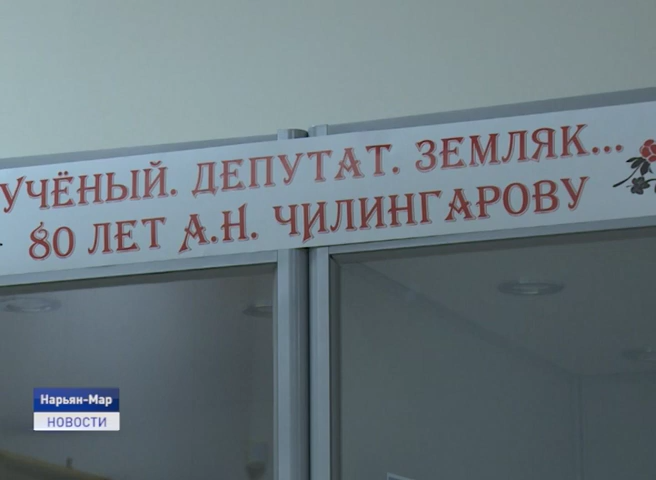 УЧЁНЫЙ. ДЕПУТАТ. ЗЕМЛЯК...
80 ЛЕТ А.Н. ЧИЛИНГАРОВУ
Нарьян-Мар
НОВОСТИ